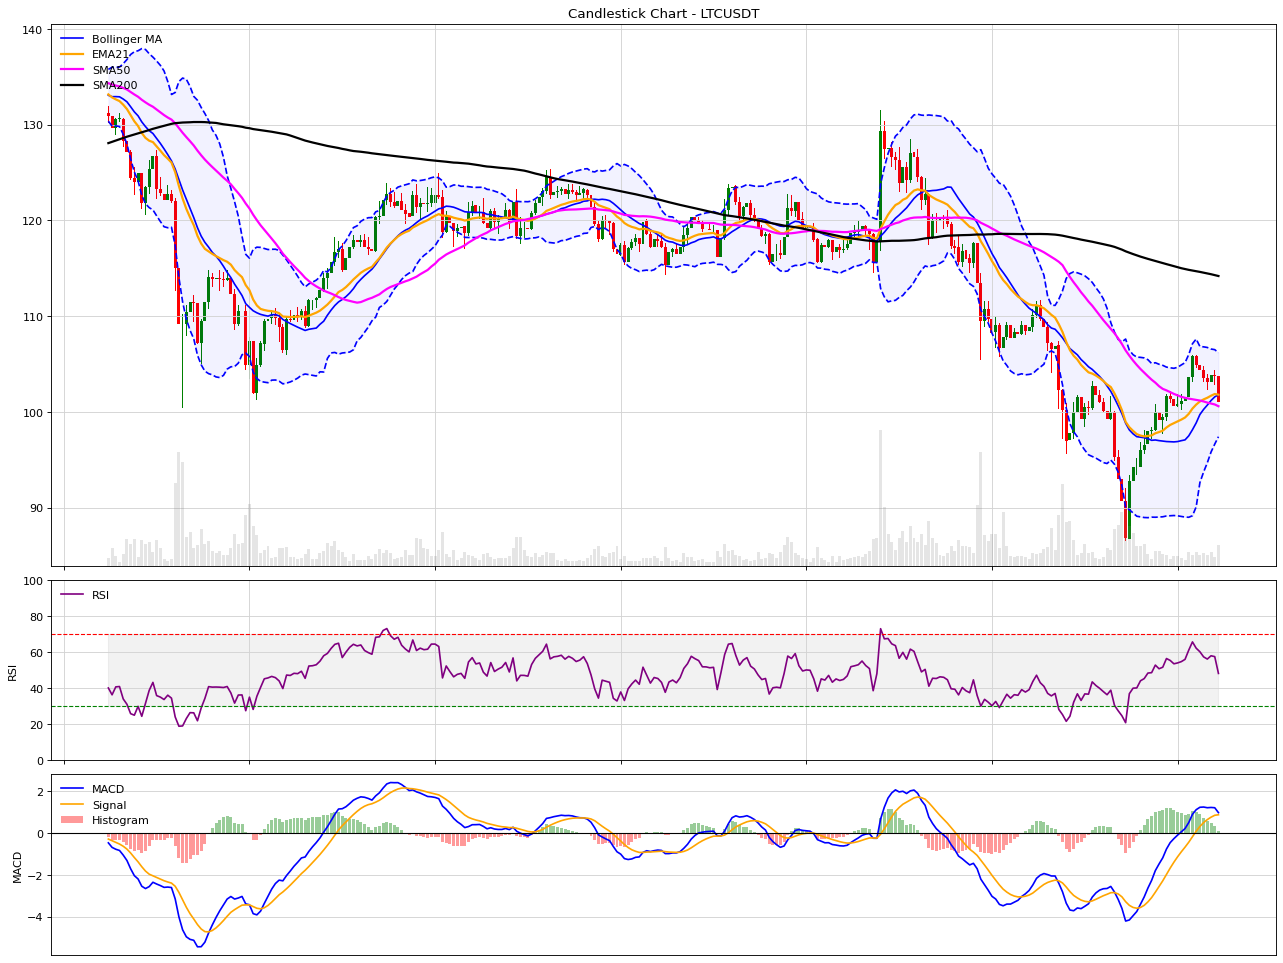 Candlestick Chart - LTCUSDT
140
Bollinger MA
EMA21
SMA50
SMA200
130
120
110
100
90
100
RSI
80
60
RSI
40
20
0
MACD
2
Signal
Histogram
0
MACD
−2
−4